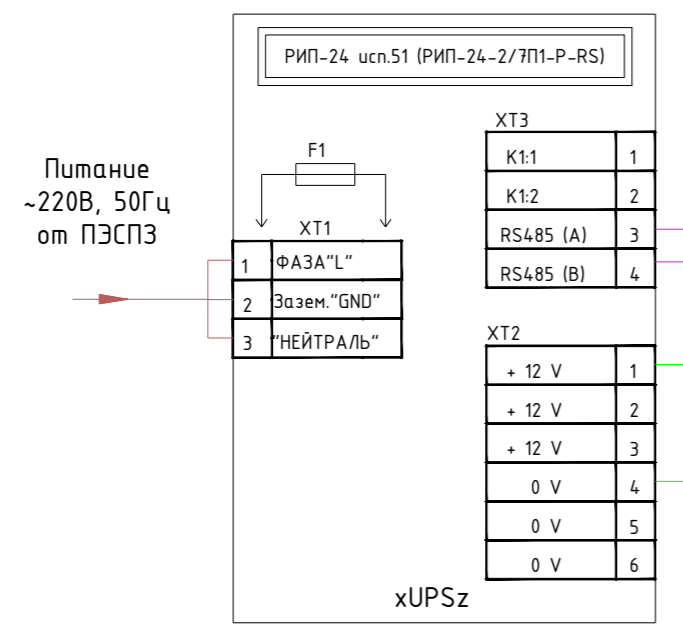 РИП-24 исп.51 (РИП-24-2/7П1-Р-RS)
Питание
~220В, 50Гц
от ПЭСПЗ
F1
XT1
1 ФАЗА"L"
2 Зазем."GND"
3 "НЕЙТРАЛЬ"
XT3
K1:1 1
K1:2 2
RS485 (A) 3
RS485 (B) 4
XT2
+ 12 V 1
+ 12 V 2
+ 12 V 3
0 V 4
0 V 5
0 V 6
xUPSz